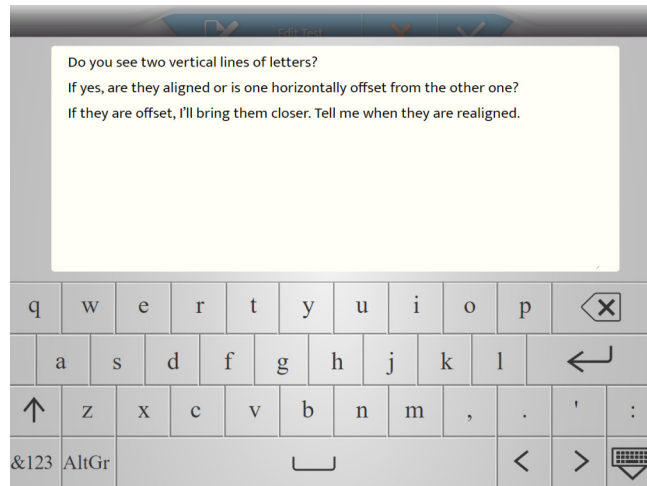 Edit Test
Do you see two vertical lines of letters?
If yes, are they aligned or is one horizontally offset from the other one?
If they are offset, I'll bring them closer. Tell me when they are realigned.
q w e r t y u i o p
a s d f g h j k l
z x c v b n m , . ' :
&123 AltGr < >